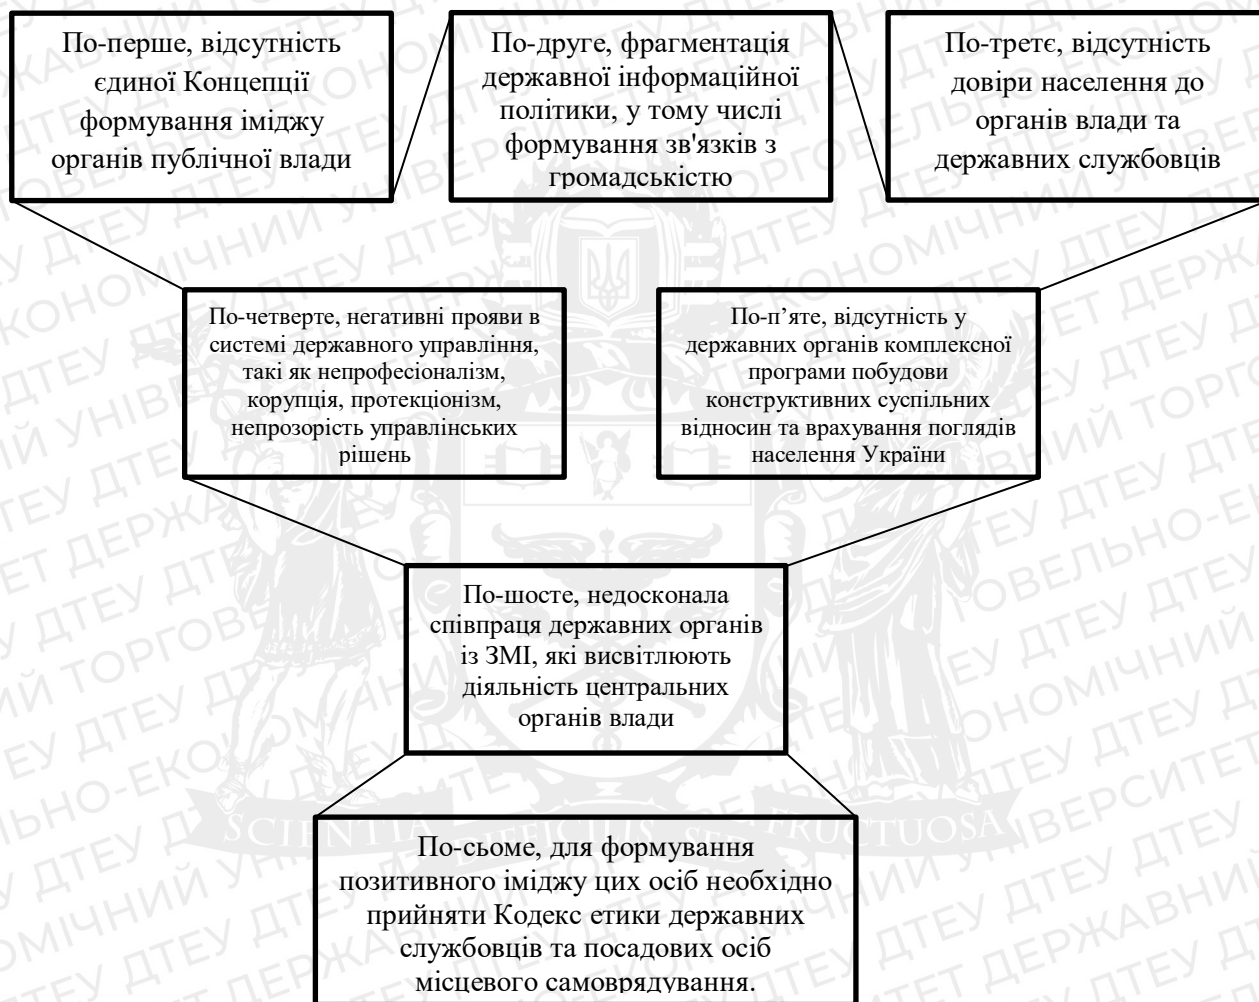 По-перше, відсутність
єдиної Концепції
формування іміджу
органів публічної влади
По-друге, фрагментація
державної інформаційної
політики, у тому числі
формування зв'язків з
громадськістю
По-третє, відсутність
довіри населення до
органів влади та
державних службовців
По-четверте, негативні прояви в
системі державного управління,
такі як непрофесіоналізм,
корупція, протекціонізм,
непрозорість управлінських
рішень
По-п’яте, відсутність у
державних органів комплексної
програми побудови
конструктивних суспільних
відносин та врахування поглядів
населення України
По-шосте, недосконала
співпраця державних органів
із ЗМІ, які висвітлюють
діяльність центральних
органів влади
SCIENTIA DIFFICILIS SED FRUCTUOSA
По-сьоме, для формування
позитивного іміджу цих осіб необхідно
прийняти Кодекс етики державних
службовців та посадових осіб
місцевого самоврядування.